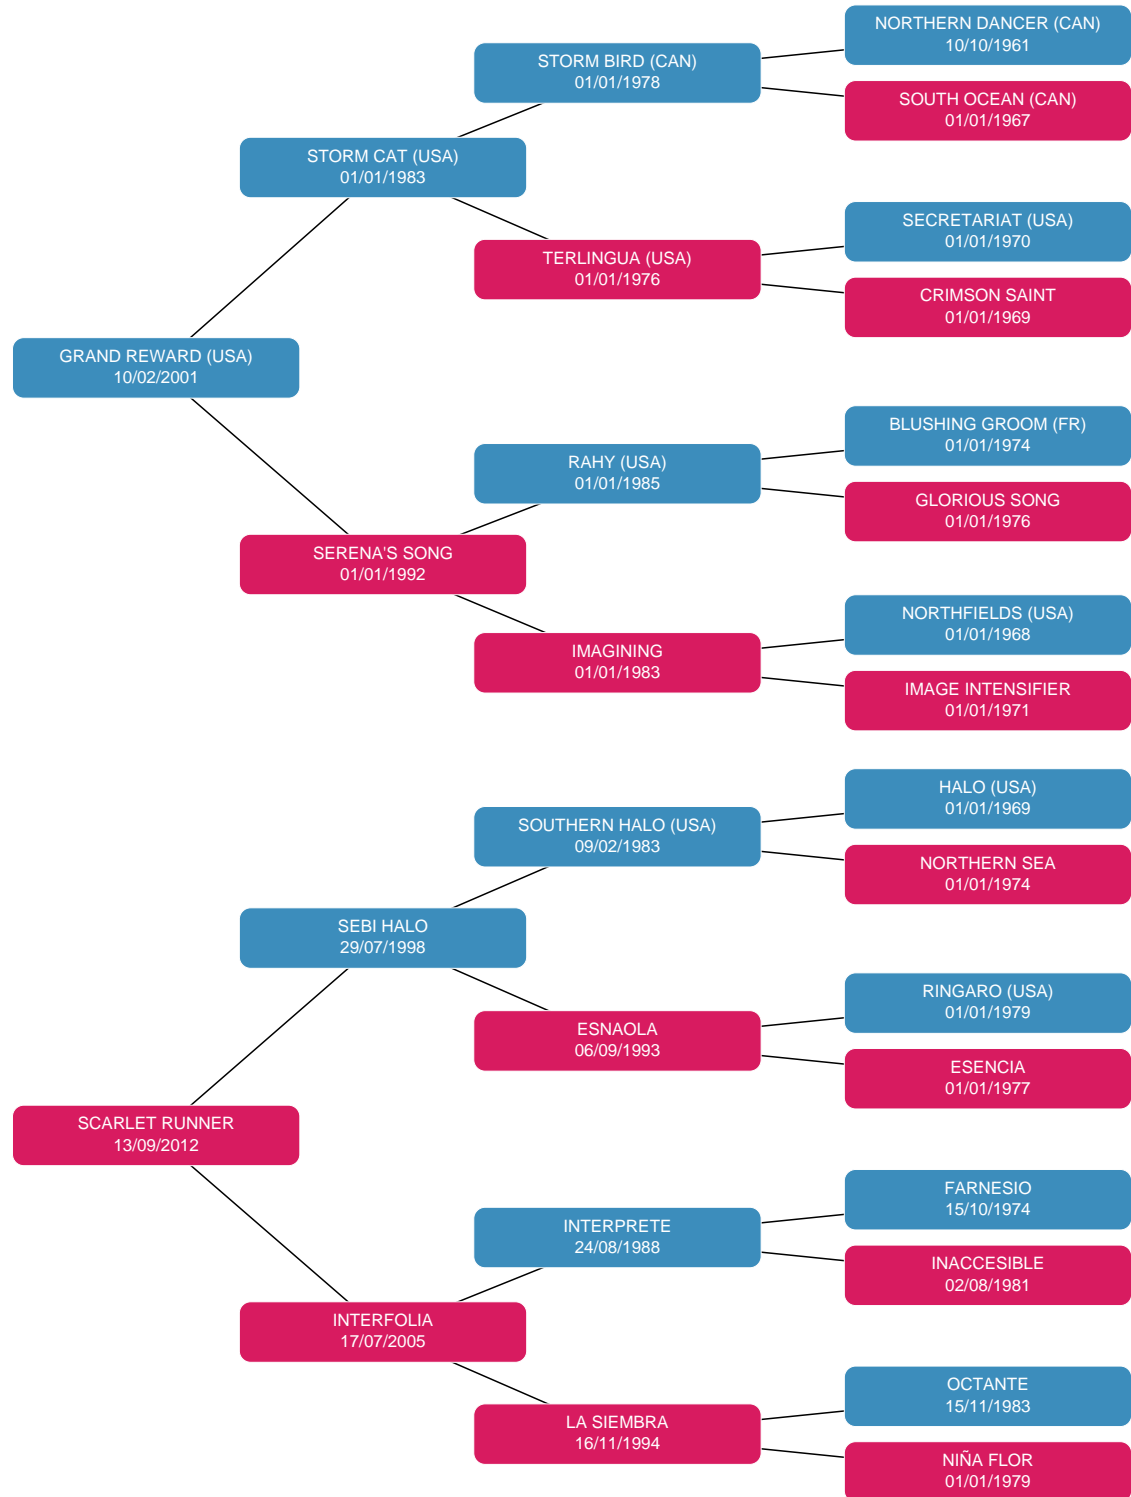 NORTHERN DANCER (CAN)
10/10/1961
STORM BIRD (CAN)
01/01/1978
SOUTH OCEAN (CAN)
01/01/1967
STORM CAT (USA)
01/01/1983
SECRETARIAT (USA)
01/01/1970
TERLINGUA (USA)
01/01/1976
CRIMSON SAINT
01/01/1969
GRAND REWARD (USA)
10/02/2001
BLUSHING GROOM (FR)
01/01/1974
RAHY (USA)
01/01/1985
GLORIOUS SONG
01/01/1976
SERENA'S SONG
01/01/1992
NORTHFIELDS (USA)
01/01/1968
IMAGINING
01/01/1983
IMAGE INTENSIFIER
01/01/1971
HALO (USA)
01/01/1969
SOUTHERN HALO (USA)
09/02/1983
NORTHERN SEA
01/01/1974
SEBI HALO
29/07/1998
RINGARO (USA)
01/01/1979
ESNAOLA
06/09/1993
ESENCIA
01/01/1977
SCARLET RUNNER
13/09/2012
FARNESIO
15/10/1974
INTERPRETE
24/08/1988
INACCESIBLE
02/08/1981
INTERFOLIA
17/07/2005
OCTANTE
15/11/1983
LA SIEMBRA
16/11/1994
NIÑA FLOR
01/01/1979